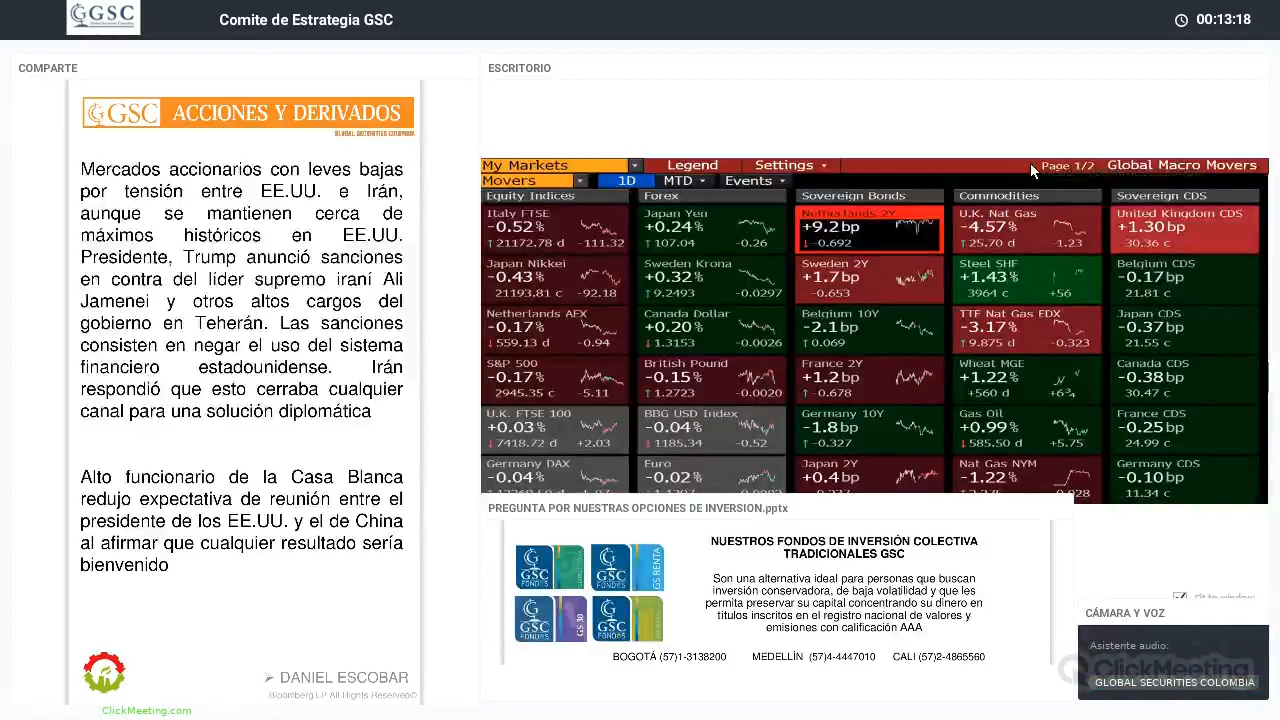 GSC
Comite de Estrategia GSC
00:13:18
COMPARTE
GSC ACCIONES Y DERIVADOS
GLOBAL SECURITIES COLOMBIA
Mercados accionarios con leves bajas
por tensión entre EE.UU. e Irán,
aunque se mantienen cerca de
máximos históricos en EE.UU.
Presidente, Trump anunció sanciones
en contra del líder supremo iraní Ali
Jamenei y otros altos cargos del
gobierno en Teherán. Las sanciones
consisten en negar el uso del sistema
financiero estadounidense. Irán
respondió que esto cerraba cualquier
canal para una solución diplomática
Alto funcionario de la Casa Blanca
redujo expectativa de reunión entre el
presidente de los EE.UU. y el de China
al afirmar que cualquier resultado sería
bienvenido
➢ DANIEL ESCOBAR
Bloomberg LP All Rights Reserved©
ClickMeeting.com
ESCRITORIO
My Markets Legend Settings Page 1/2 Global Macro Movers
Movers 1D MTD Events
Equity Indices Forex Sovereign Bonds Commodities Sovereign CDS
Italy FTSE Japan Yen Netherlands 2Y U.K. Nat Gas United Kingdom CDS
-0.52% +0.24% +9.2bp -4.57% +1.30bp
↑21172.78 d -111.32 ↑107.04 -0.26 ↓-0.692 ↑25.70 d -1.23 30.36 c
Japan Nikkei Sweden Krona Sweden 2Y Steel SHF Belgium CDS
-0.43% +0.32% +1.7bp +1.43% -0.17bp
21193.81 c -92.18 ↑9.2493 -0.0297 -0.653 3964 c +56 21.81 c
Netherlands AEX Canada Dollar Belgium 10Y TTF Nat Gas EDX Japan CDS
-0.17% +0.20% -2.1bp -3.17% -0.37bp
↓559.13 d -0.94 ↓1.3153 -0.0026 ↑0.069 ↑9.875 d -0.323 21.55 c
S&P 500 British Pound France 2Y Wheat MGE Canada CDS
-0.17% -0.15% +1.2bp +1.22% -0.38bp
2945.35 c -5.11 ↑1.2723 -0.0020 ↑-0.678 +560 d 30.47 c
U.K. FTSE 100 BBG USD Index Germany 10Y Gas Oil France CDS
+0.03% -0.04% -1.8bp +0.99% -0.25bp
↓7418.72 d +2.03 ↓1185.34 -0.52 ↑-0.327 ↓585.50 d +5.75 24.99 c
Germany DAX Euro Japan 2Y Nat Gas NYM Germany CDS
-0.04% -0.02% +0.4bp -1.22% -0.10bp
11.34 c
PREGUNTA POR NUESTRAS OPCIONES DE INVERSION.pptx
NUESTROS FONDOS DE INVERSIÓN COLECTIVA
TRADICIONALES GSC
Son una alternativa ideal para personas que buscan
inversión conservadora, de baja volatilidad y que les
permita preservar su capital concentrando su dinero en
títulos inscritos en el registro nacional de valores y
emisiones con calificación AAA
BOGOTÁ (57)1-3138200 MEDELLÍN (57)4-4447010 CALI (57)2-4865560
GSC FONDOS
GSC FONDOS GS RENTA
GSC FONDOS GS 30
GSC FONDOS
Fit to window
CÁMARA Y VOZ
Asistente audio:
ClickMeeting
GLOBAL SECURITIES COLOMBIA